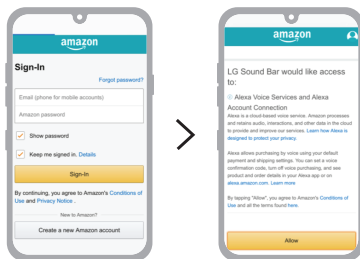 amazon
Sign-In
Forgot password?
Email (phone for mobile accounts)
Amazon password
Show password
Keep me signed in. Details
Sign-In
By continuing, you agree to Amazon's Conditions of
Use and Privacy Notice .
New to Amazon?
Create a new Amazon account
amazon
LG Sound Bar would like access
to:
Alexa Voice Services and Alexa
Account Connection
Alexa is a cloud-based voice service. Amazon processes
and retains audio, interactions, and other data in the cloud
to provide and improve our services. Learn how Alexa is
designed to protect your privacy.
Alexa allows purchasing by voice using your default
payment and shipping settings. You can set a voice
confirmation code, turn off voice purchasing, and see
product and order details in your Alexa app or on
alexa.amazon.com. Learn more.
By tapping "Allow", you agree to Amazon's Conditions of
Use and all the terms found here.
Allow